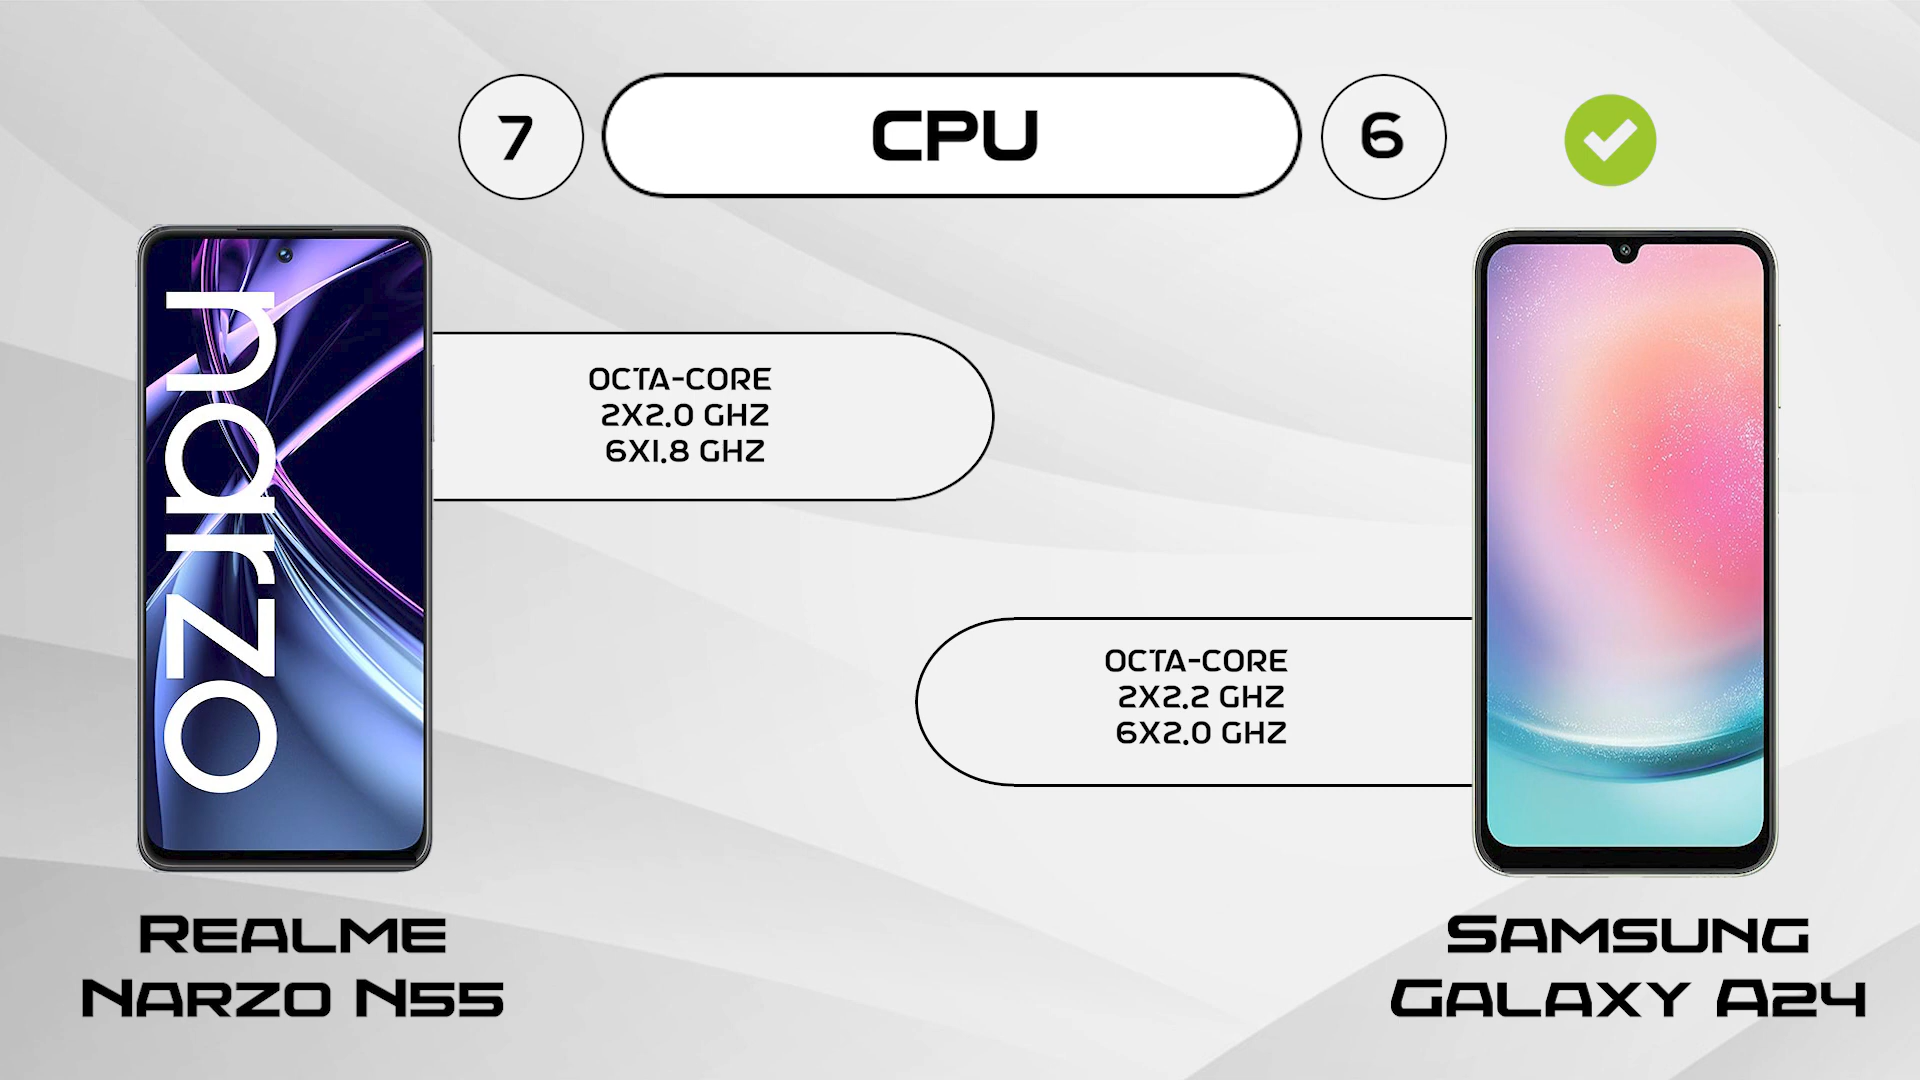 7
CPU
6
narzo
OCTA-CORE
2X2.0 GHZ
6X1.8 GHZ
OCTA-CORE
2X2.2 GHZ
6X2.0 GHZ
REALME
NARZO N55
SAMSUNG
GALAXY A24